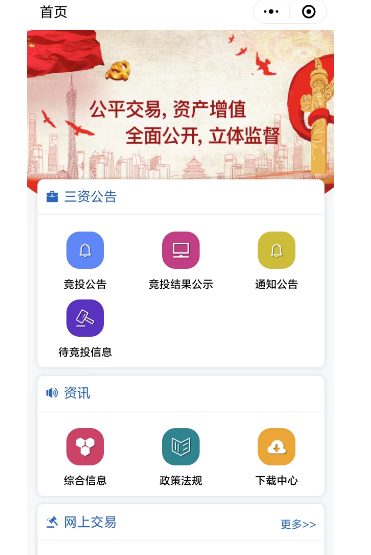 首页
公平交易, 资产增值
全面公开, 立体监督
三资公告
竞投公告
竞投结果公示
通知公告
待竞投信息
资讯
综合信息
政策法规
下载中心
网上交易
更多>>